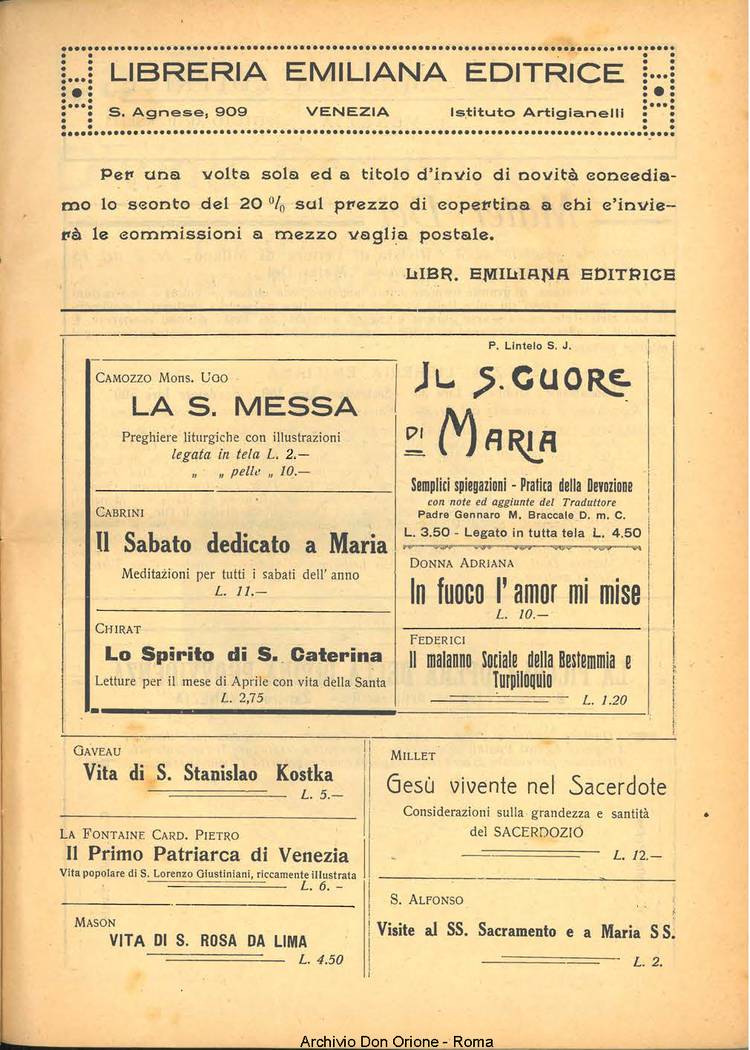 LIBRERIA EMILIANA EDITRICE
S. Agnese, 909 VENEZIA Istituto Artigianelli
Per una volta sola ed a titolo d'invio di novità concedia-
mo lo sconto del 20 % sul prezzo di copertina a chi c'invie-
rà le commissioni a mezzo vaglia postale.
LIBR. EMILIANA EDITRICE
CAMOZZO MONS. UGO
LA S. MESSA
Preghiere liturgiche con illustrazioni
legata in tela L. 2.—
„ „ pelle „ 10.—
CABRINI
Il Sabato dedicato a Maria
Meditazioni per tutti i sabati dell' anno
L. 11.—
CHIRAT
Lo Spirito di S. Caterina
Letture per il mese di Aprile con vita della Santa
L. 2,75
P. Lintelo S. J.
IL S. CUORE
DI MARIA
Semplici spiegazioni - Pratica della Devozione
con note ed aggiunte del Traduttore
Padre Gennaro M. Braccale D. m. C.
L. 3.50 - Legato in tutta tela L. 4.50
DONNA ADRIANA
In fuoco l' amor mi mise
L. 10.—
FEDERICI
Il malanno Sociale della Bestemmia e
Turpiloquio
L. 1.20
GAVEAU
Vita di S. Stanislao Kostka
L. 5.—
LA FONTAINE CARD. PIETRO
Il Primo Patriarca di Venezia
Vita popolare di S. Lorenzo Giustiniani, riccamente illustrata
L. 6. -
MASON
VITA DI S. ROSA DA LIMA
L. 4.50
MILLET
Gesù vivente nel Sacerdote
Considerazioni sulla grandezza e santità
del SACERDOZIO
L. 12.—
S. ALFONSO
Visite al SS. Sacramento e a Maria SS.
L. 2.
Archivio Don Orione - Roma